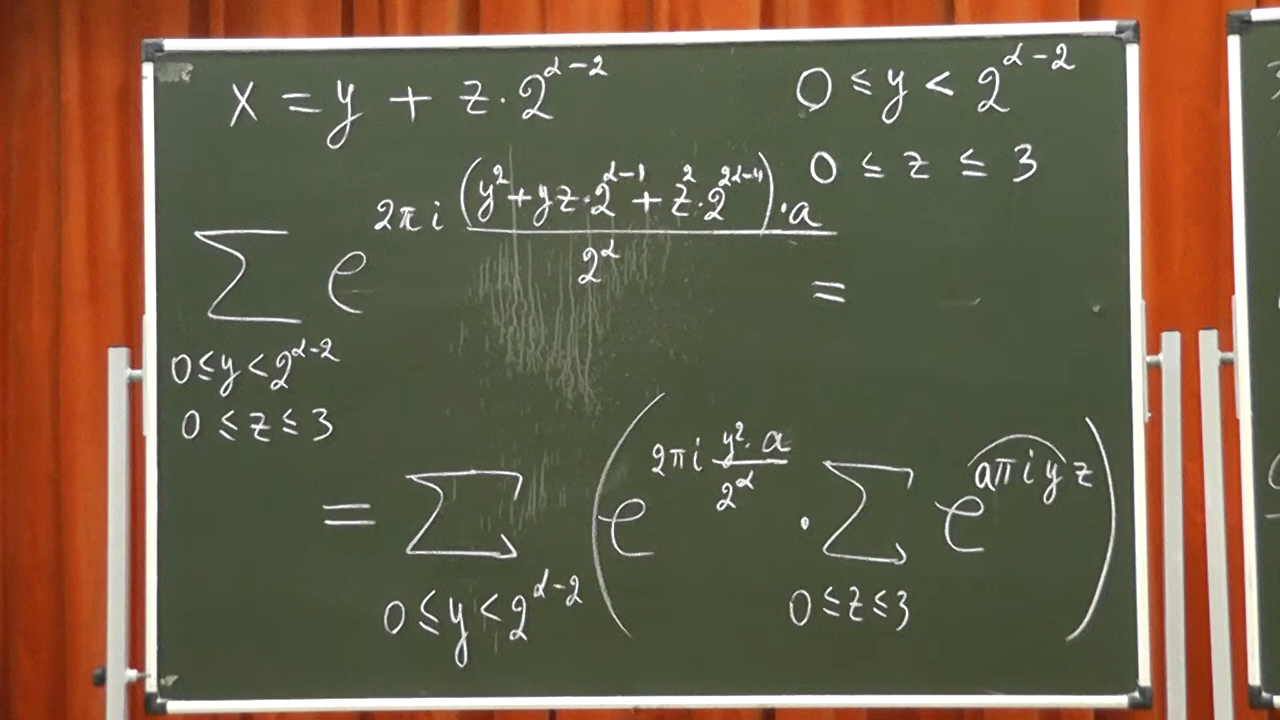 x = y + z·2^{α-2}    0 ≤ y < 2^{α-2}
0 ≤ z ≤ 3
∑_{0≤y<2^{α-2}, 0≤z≤3} e^{2πi (y²+yz·2^{α-1}+z²·2^{2α-4})·a / 2^α} =
= ∑_{0≤y<2^{α-2}} ( e^{2πi y²·a / 2^α} · ∑_{0≤z≤3} e^{aπiyz} )